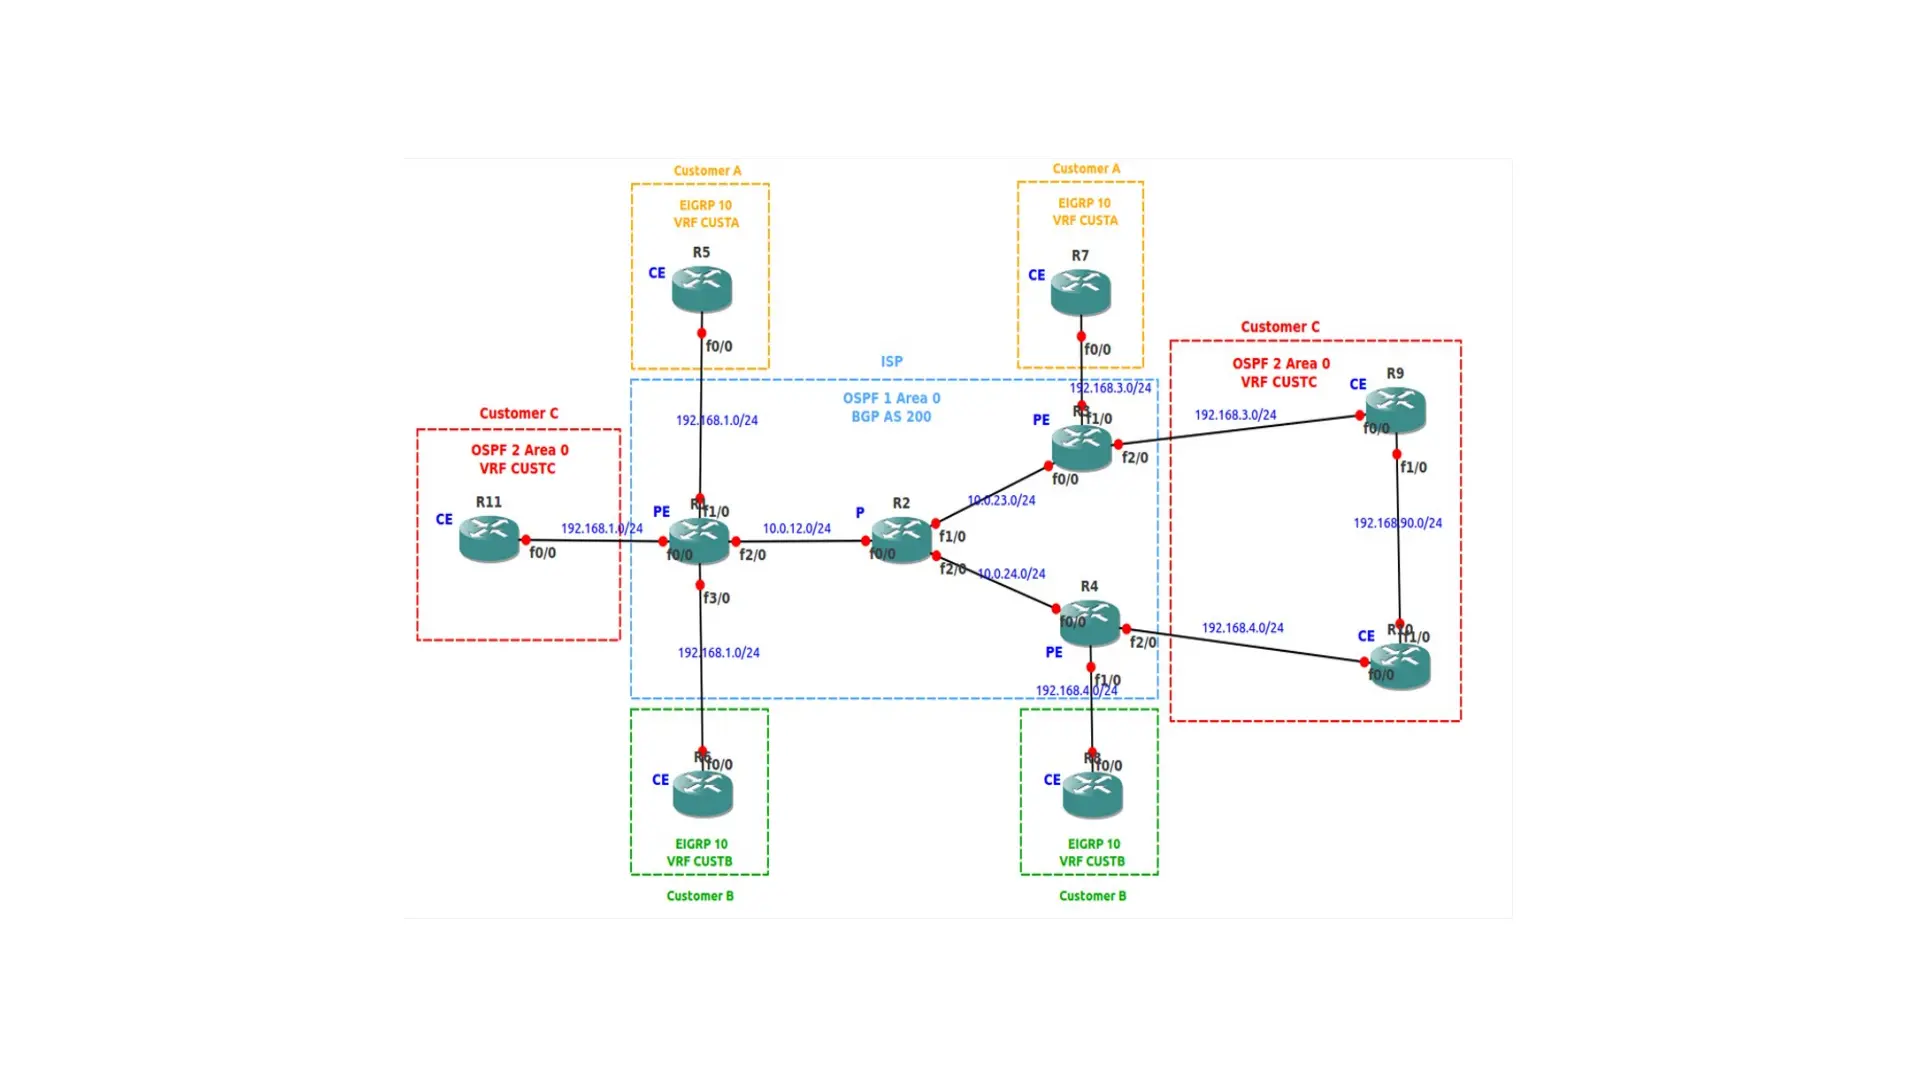 Customer A
EIGRP 10
VRF CUSTA
R5
CE
f0/0
192.168.1.0/24
Customer A
EIGRP 10
VRF CUSTA
R7
CE
f0/0
192.168.3.0/24
ISP
OSPF 1 Area 0
BGP AS 200
Customer C
OSPF 2 Area 0
VRF CUSTC
R11
CE
f0/0
192.168.1.0/24
PE
R1
f1/0
f0/0
f2/0
f3/0
10.0.12.0/24
P
R2
f0/0
f1/0
f2/0
10.0.23.0/24
10.0.24.0/24
PE
R3
f1/0
f0/0
f2/0
192.168.3.0/24
Customer C
OSPF 2 Area 0
VRF CUSTC
R9
CE
f0/0
f1/0
192.168.90.0/24
R4
f0/0
f2/0
PE
f1/0
192.168.4.0/24
192.168.4.0/24
CE
R10
f1/0
f0/0
192.168.1.0/24
R6
f0/0
CE
EIGRP 10
VRF CUSTB
Customer B
R8
f0/0
CE
EIGRP 10
VRF CUSTB
Customer B